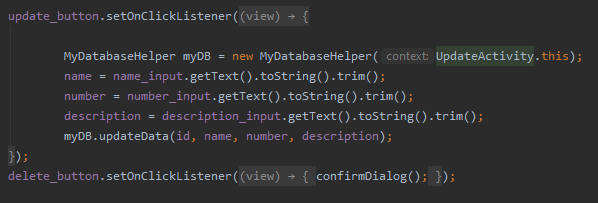 update_button.setOnClickListener((view) → {
MyDatabaseHelper myDB = new MyDatabaseHelper( context: UpdateActivity.this);
name = name_input.getText().toString().trim();
number = number_input.getText().toString().trim();
description = description_input.getText().toString().trim();
myDB.updateData(id, name, number, description);
});
delete_button.setOnClickListener((view) → { confirmDialog(); });